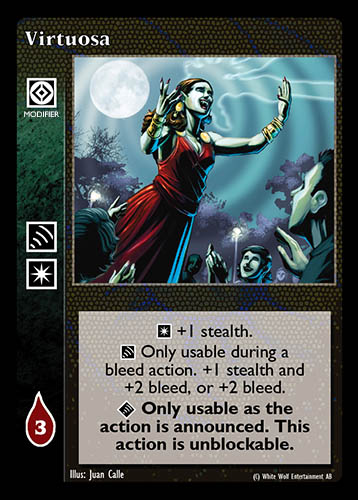 Virtuosa
MODIFIER
+1 stealth.
Only usable during a
bleed action. +1 stealth and
+2 bleed, or +2 bleed.
Only usable as the
action is announced. This
action is unblockable.
3
Illus: Juan Calle
(C) White Wolf Entertainment AB